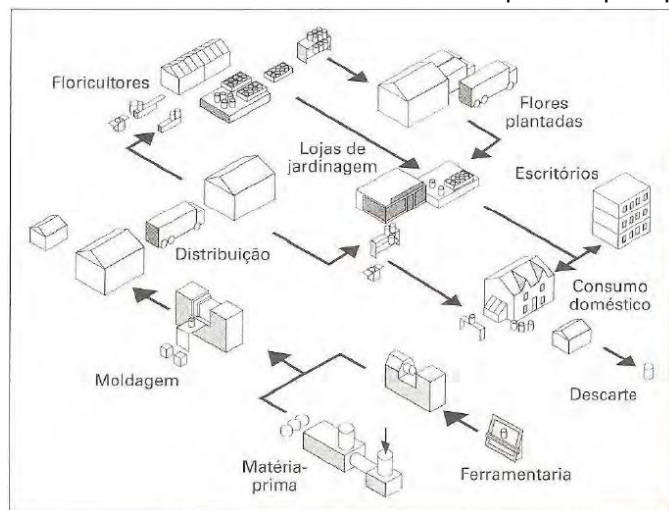 Floricultores
Flores
plantadas
Lojas de
jardinagem
Escritórios
Distribuição
Consumo
doméstico
Moldagem
Descarte
Matéria-
prima
Ferramentaria